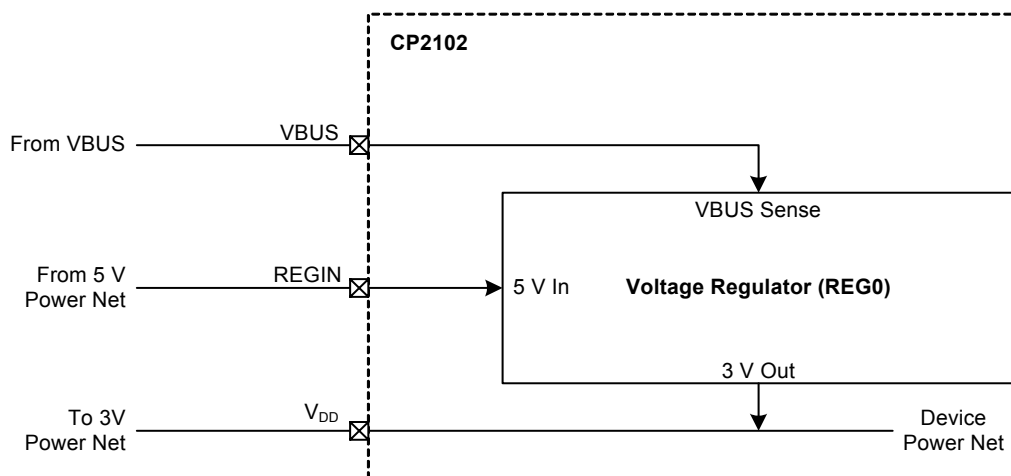 CP2102
From VBUS
VBUS
VBUS Sense
From 5 V
Power Net
REGIN
5 V In
Voltage Regulator (REG0)
3 V Out
To 3V
Power Net
VDD
Device
Power Net